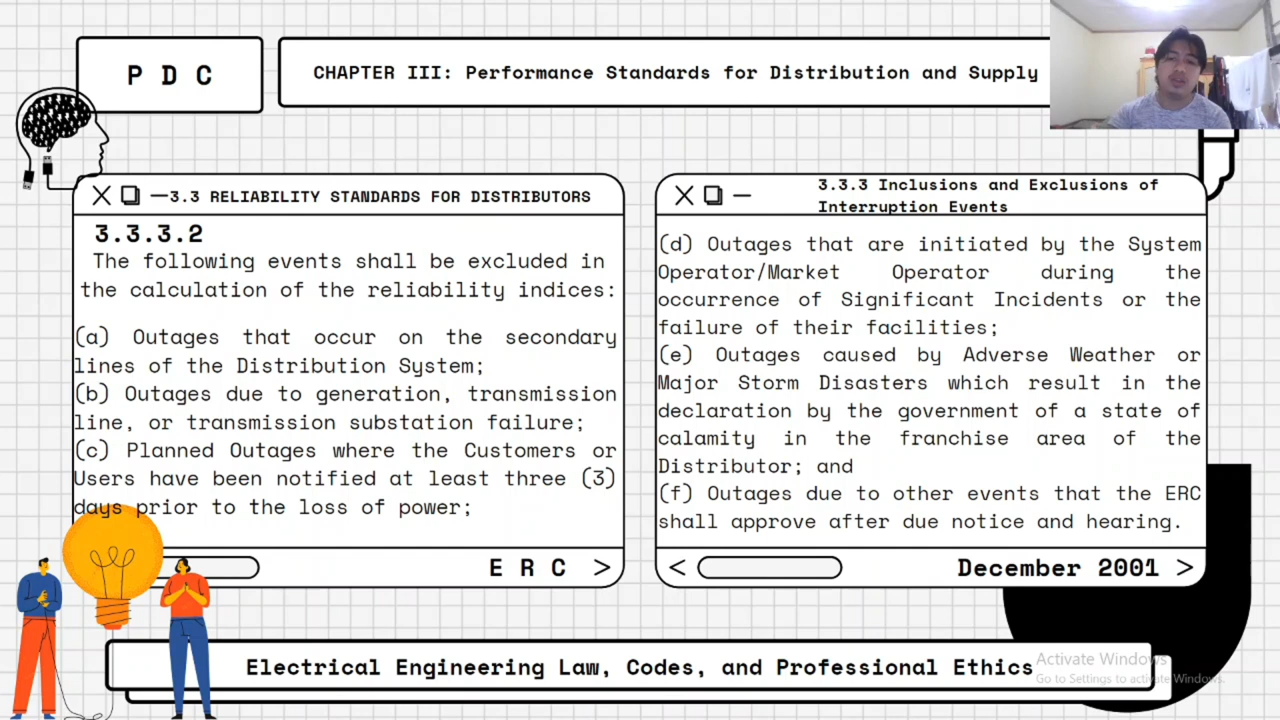 P D C
CHAPTER III: Performance Standards for Distribution and Supply
3.3 RELIABILITY STANDARDS FOR DISTRIBUTORS
3.3.3.2
The following events shall be excluded in
the calculation of the reliability indices:
(a) Outages that occur on the secondary
lines of the Distribution System;
(b) Outages due to generation, transmission
line, or transmission substation failure;
(c) Planned Outages where the Customers or
Users have been notified at least three (3)
days prior to the loss of power;
E R C >
3.3.3 Inclusions and Exclusions of
Interruption Events
(d) Outages that are initiated by the System
Operator/Market Operator during the
occurrence of Significant Incidents or the
failure of their facilities;
(e) Outages caused by Adverse Weather or
Major Storm Disasters which result in the
declaration by the government of a state of
calamity in the franchise area of the
Distributor; and
(f) Outages due to other events that the ERC
shall approve after due notice and hearing.
< December 2001 >
Electrical Engineering Law, Codes, and Professional Ethics
Activate Windows
Go to Settings to activate Windows.